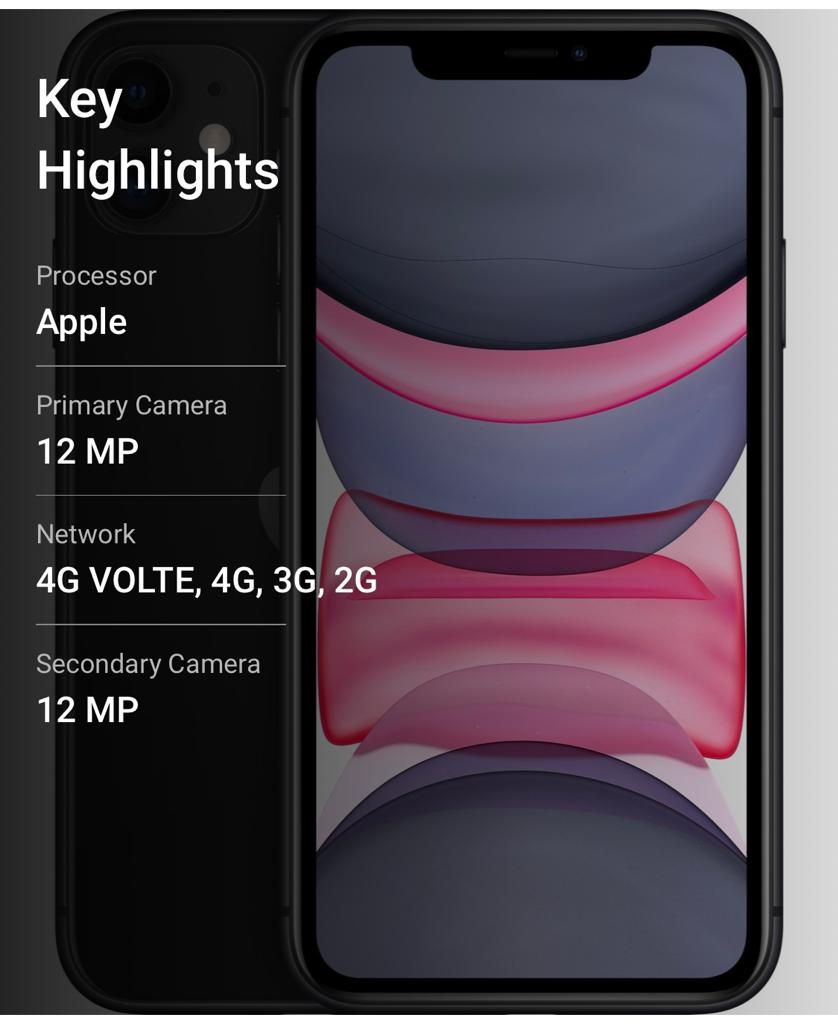 Key
Highlights
Processor
Apple
Primary Camera
12 MP
Network
4G VOLTE, 4G, 3G, 2G
Secondary Camera
12 MP